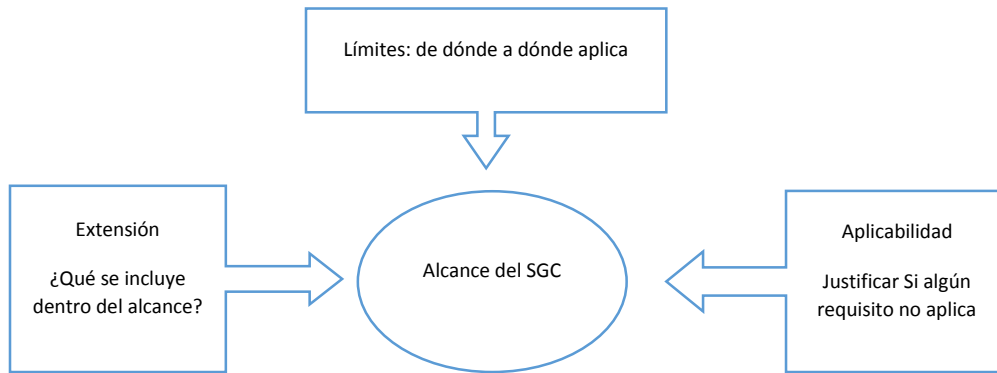 Límites: de dónde a dónde aplica
Extensión
¿Qué se incluye
dentro del alcance?
Alcance del SGC
Aplicabilidad
Justificar Si algún
requisito no aplica